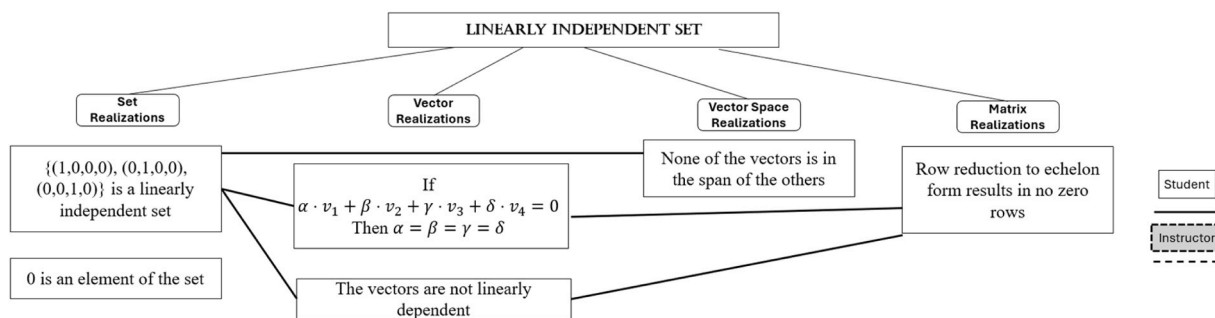 LINEARLY INDEPENDENT SET
Set
Realizations
Vector
Realizations
Vector Space
Realizations
Matrix
Realizations
{(1,0,0,0), (0,1,0,0),
(0,0,1,0)} is a linearly
independent set
If
α · v₁ + β · v₂ + γ · v₃ + δ · v₄ = 0
Then α = β = γ = δ
None of the vectors is in
the span of the others
Row reduction to echelon
form results in no zero
rows
Student
Instructor
0 is an element of the set
The vectors are not linearly
dependent